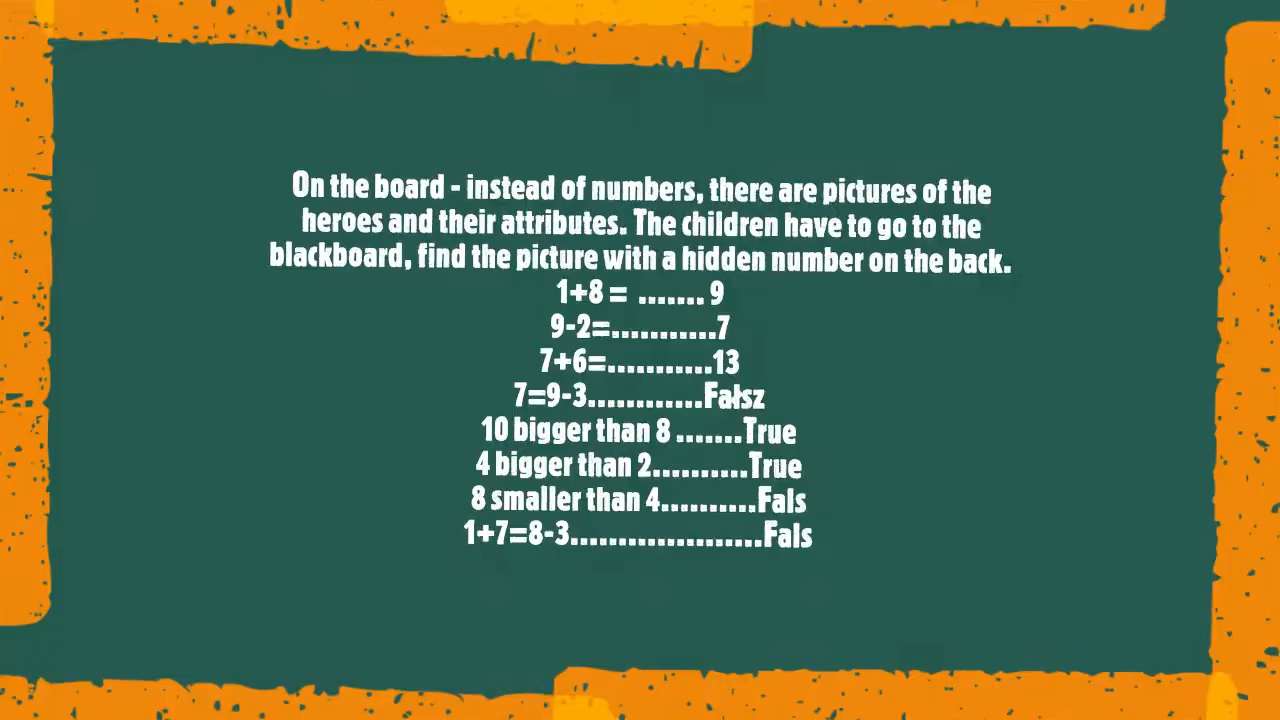 On the board - instead of numbers, there are pictures of the
heroes and their attributes. The children have to go to the
blackboard, find the picture with a hidden number on the back.
1+8 = ....... 9
9-2=...........7
7+6=...........13
7=9-3............Fałsz
10 bigger than 8 .......True
4 bigger than 2..........True
8 smaller than 4..........Fals
1+7=8-3....................Fals